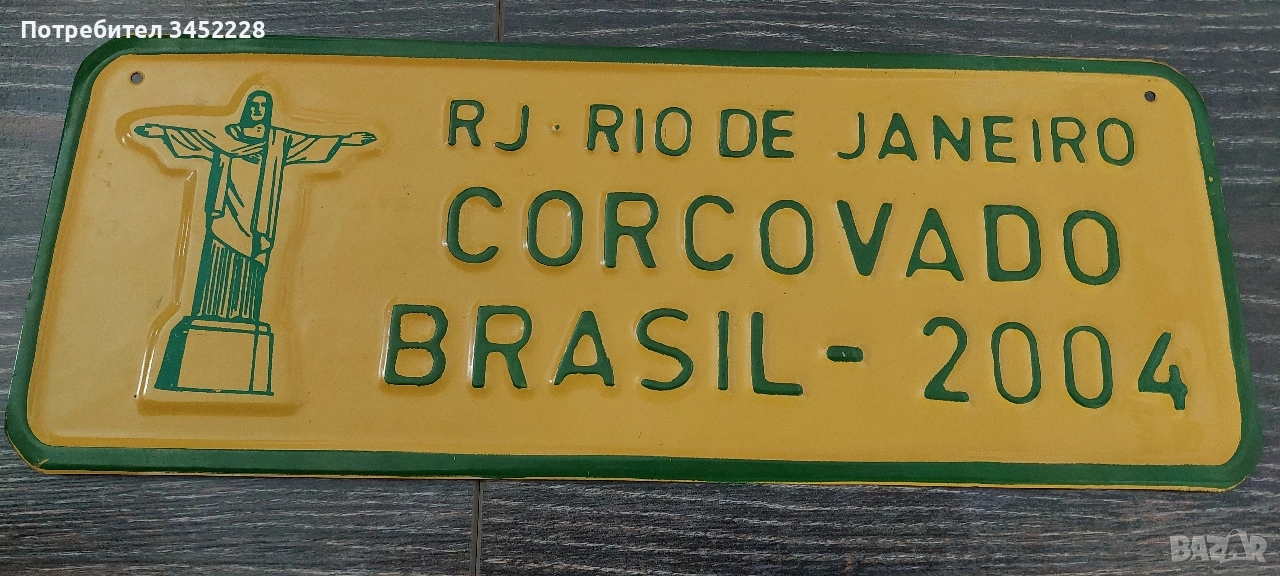 Потребител 3452228
RJ · RIO DE JANEIRO
CORCOVADO
BRASIL - 2004
BAZAR